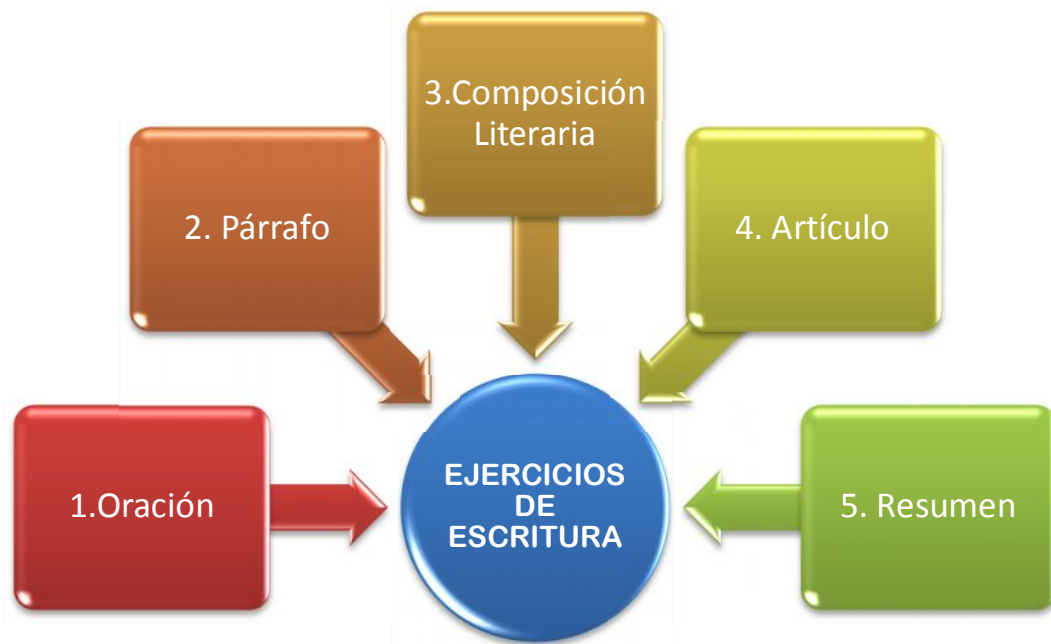 1.Oración
2. Párrafo
3.Composición
Literaria
4. Artículo
5. Resumen
EJERCICIOS
DE
ESCRITURA